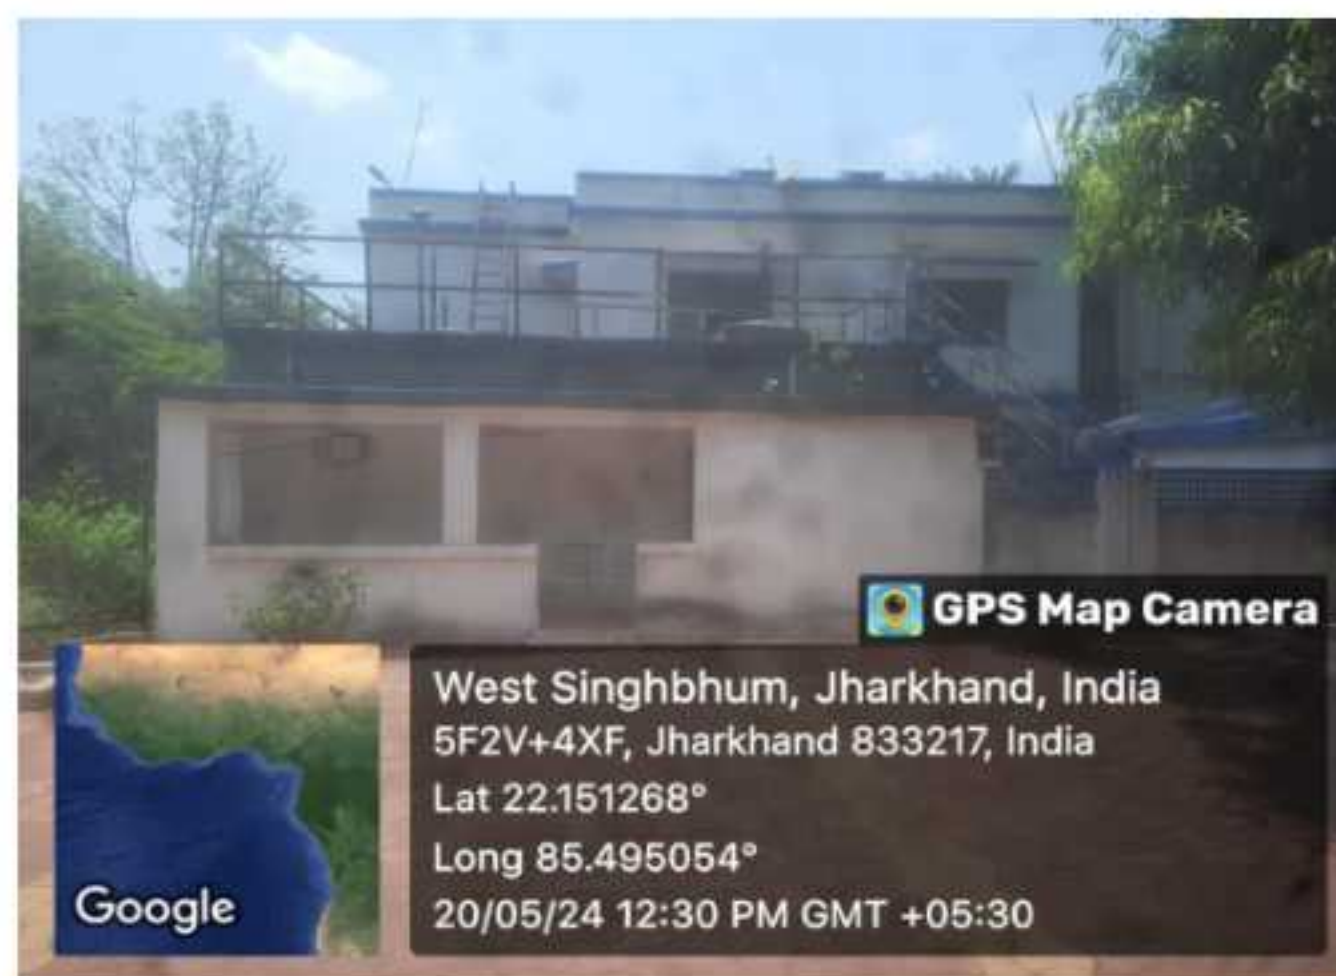 GPS Map Camera
West Singhbhum, Jharkhand, India
5F2V+4XF, Jharkhand 833217, India
Lat 22.151268°
Long 85.495054°
20/05/24 12:30 PM GMT +05:30
Google